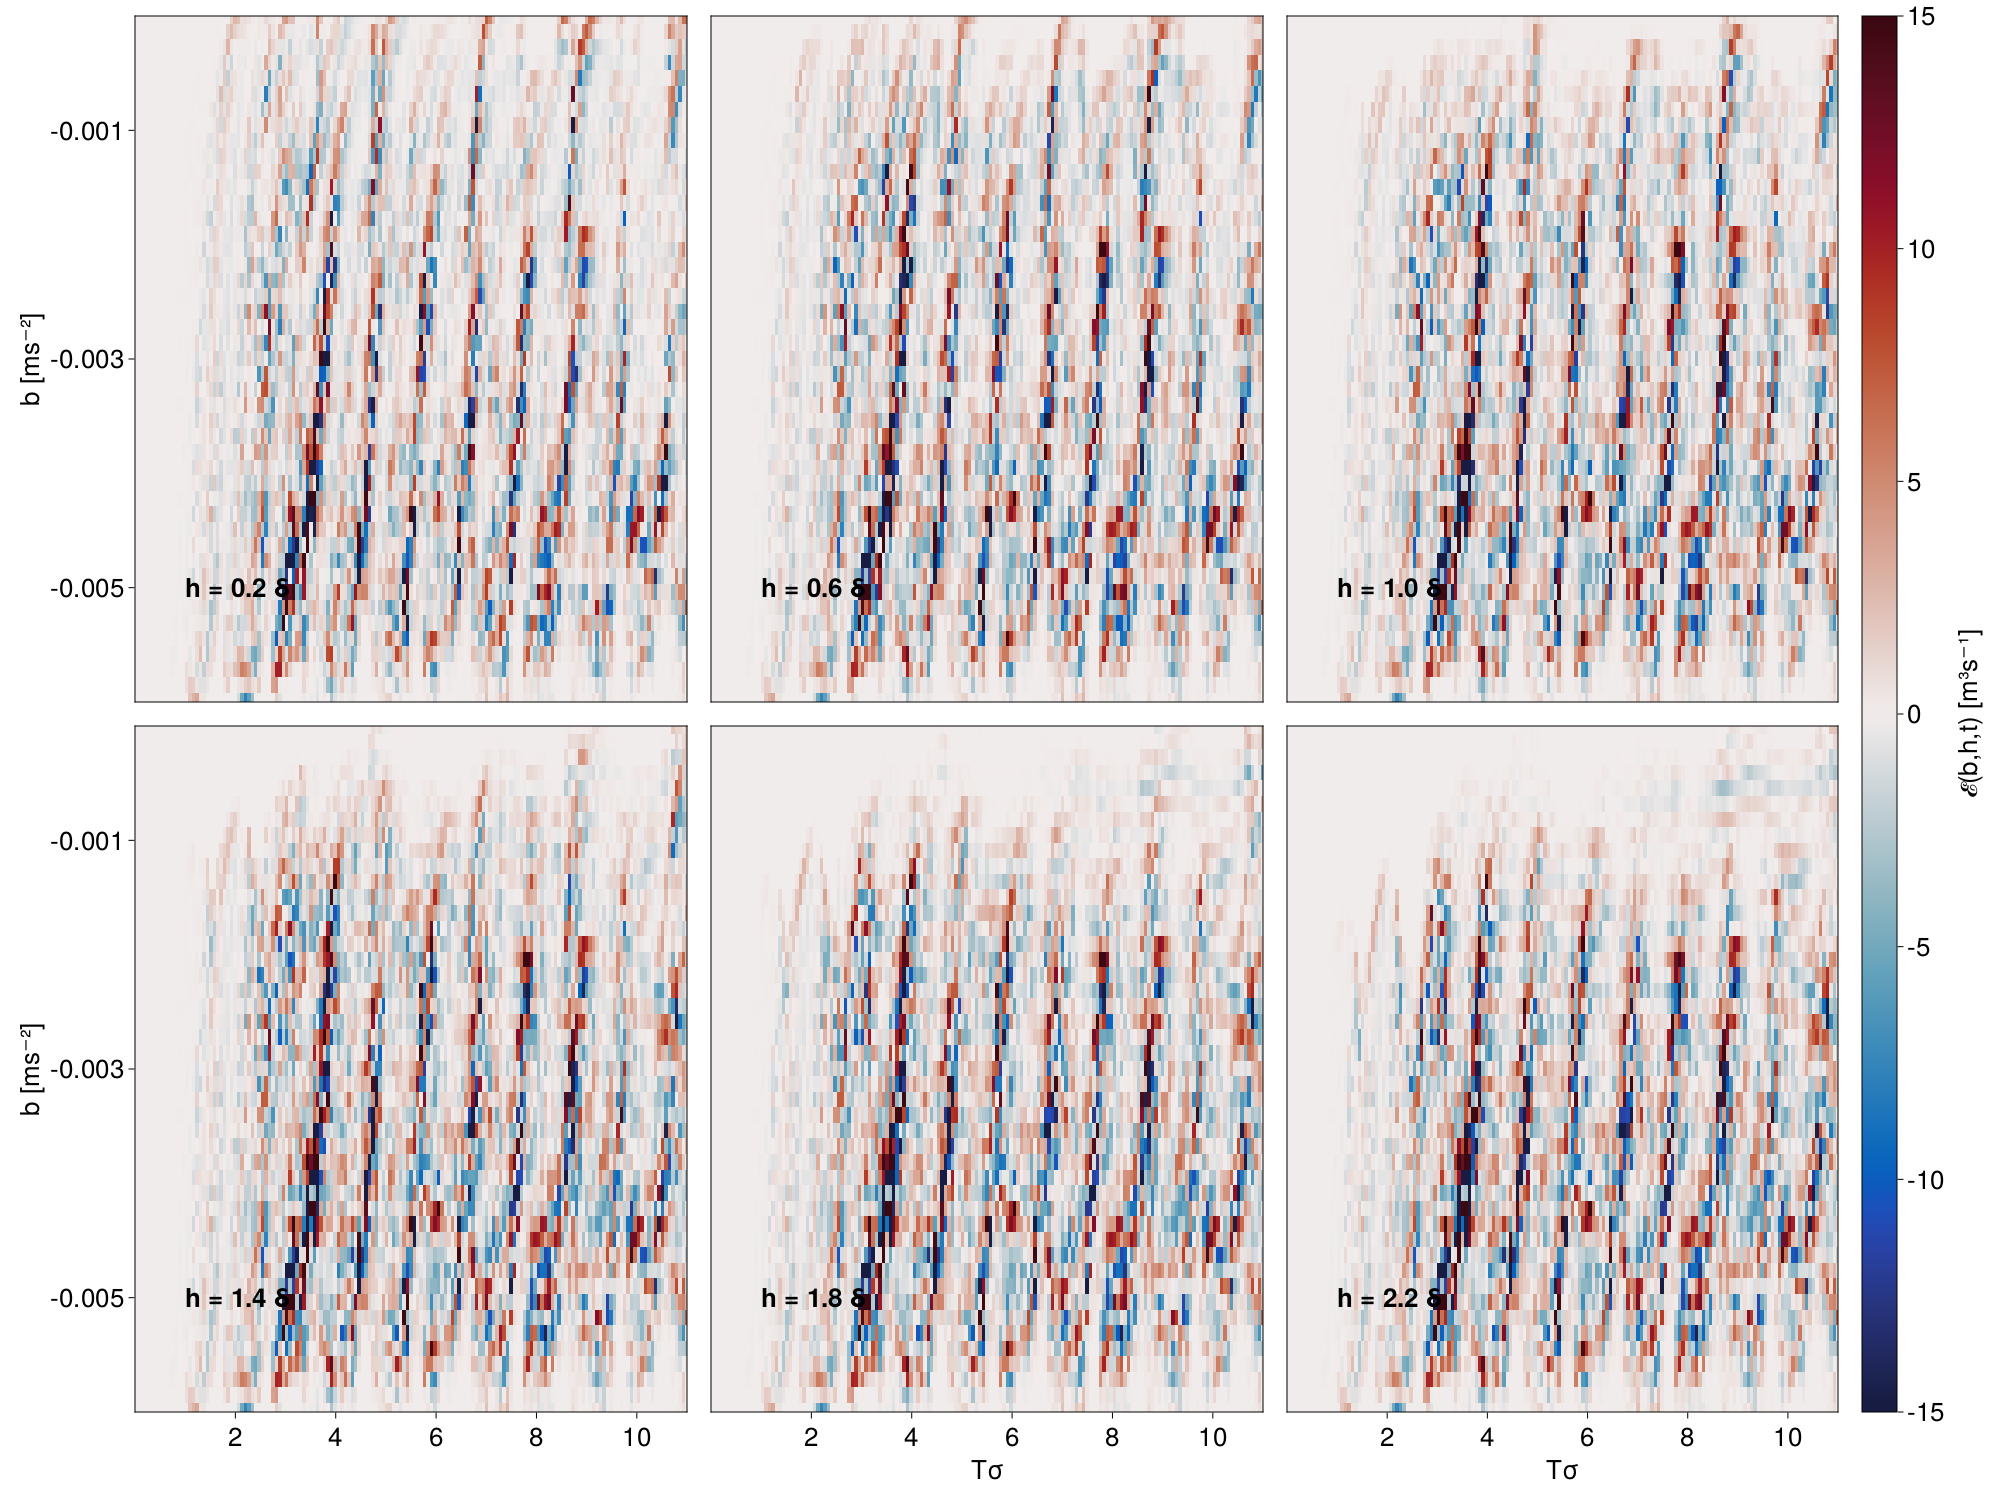 b [ms⁻²]
-0.001
-0.003
-0.005
h = 0.2 δ
h = 0.6 δ
h = 1.0 δ
b [ms⁻²]
-0.001
-0.003
-0.005
h = 1.4 δ
h = 1.8 δ
h = 2.2 δ
2 4 6 8 10
2 4 6 8 10
2 4 6 8 10
Tσ
Tσ
15
10
5
0
-5
-10
-15
ℰ(b,h,t) [m³s⁻¹]